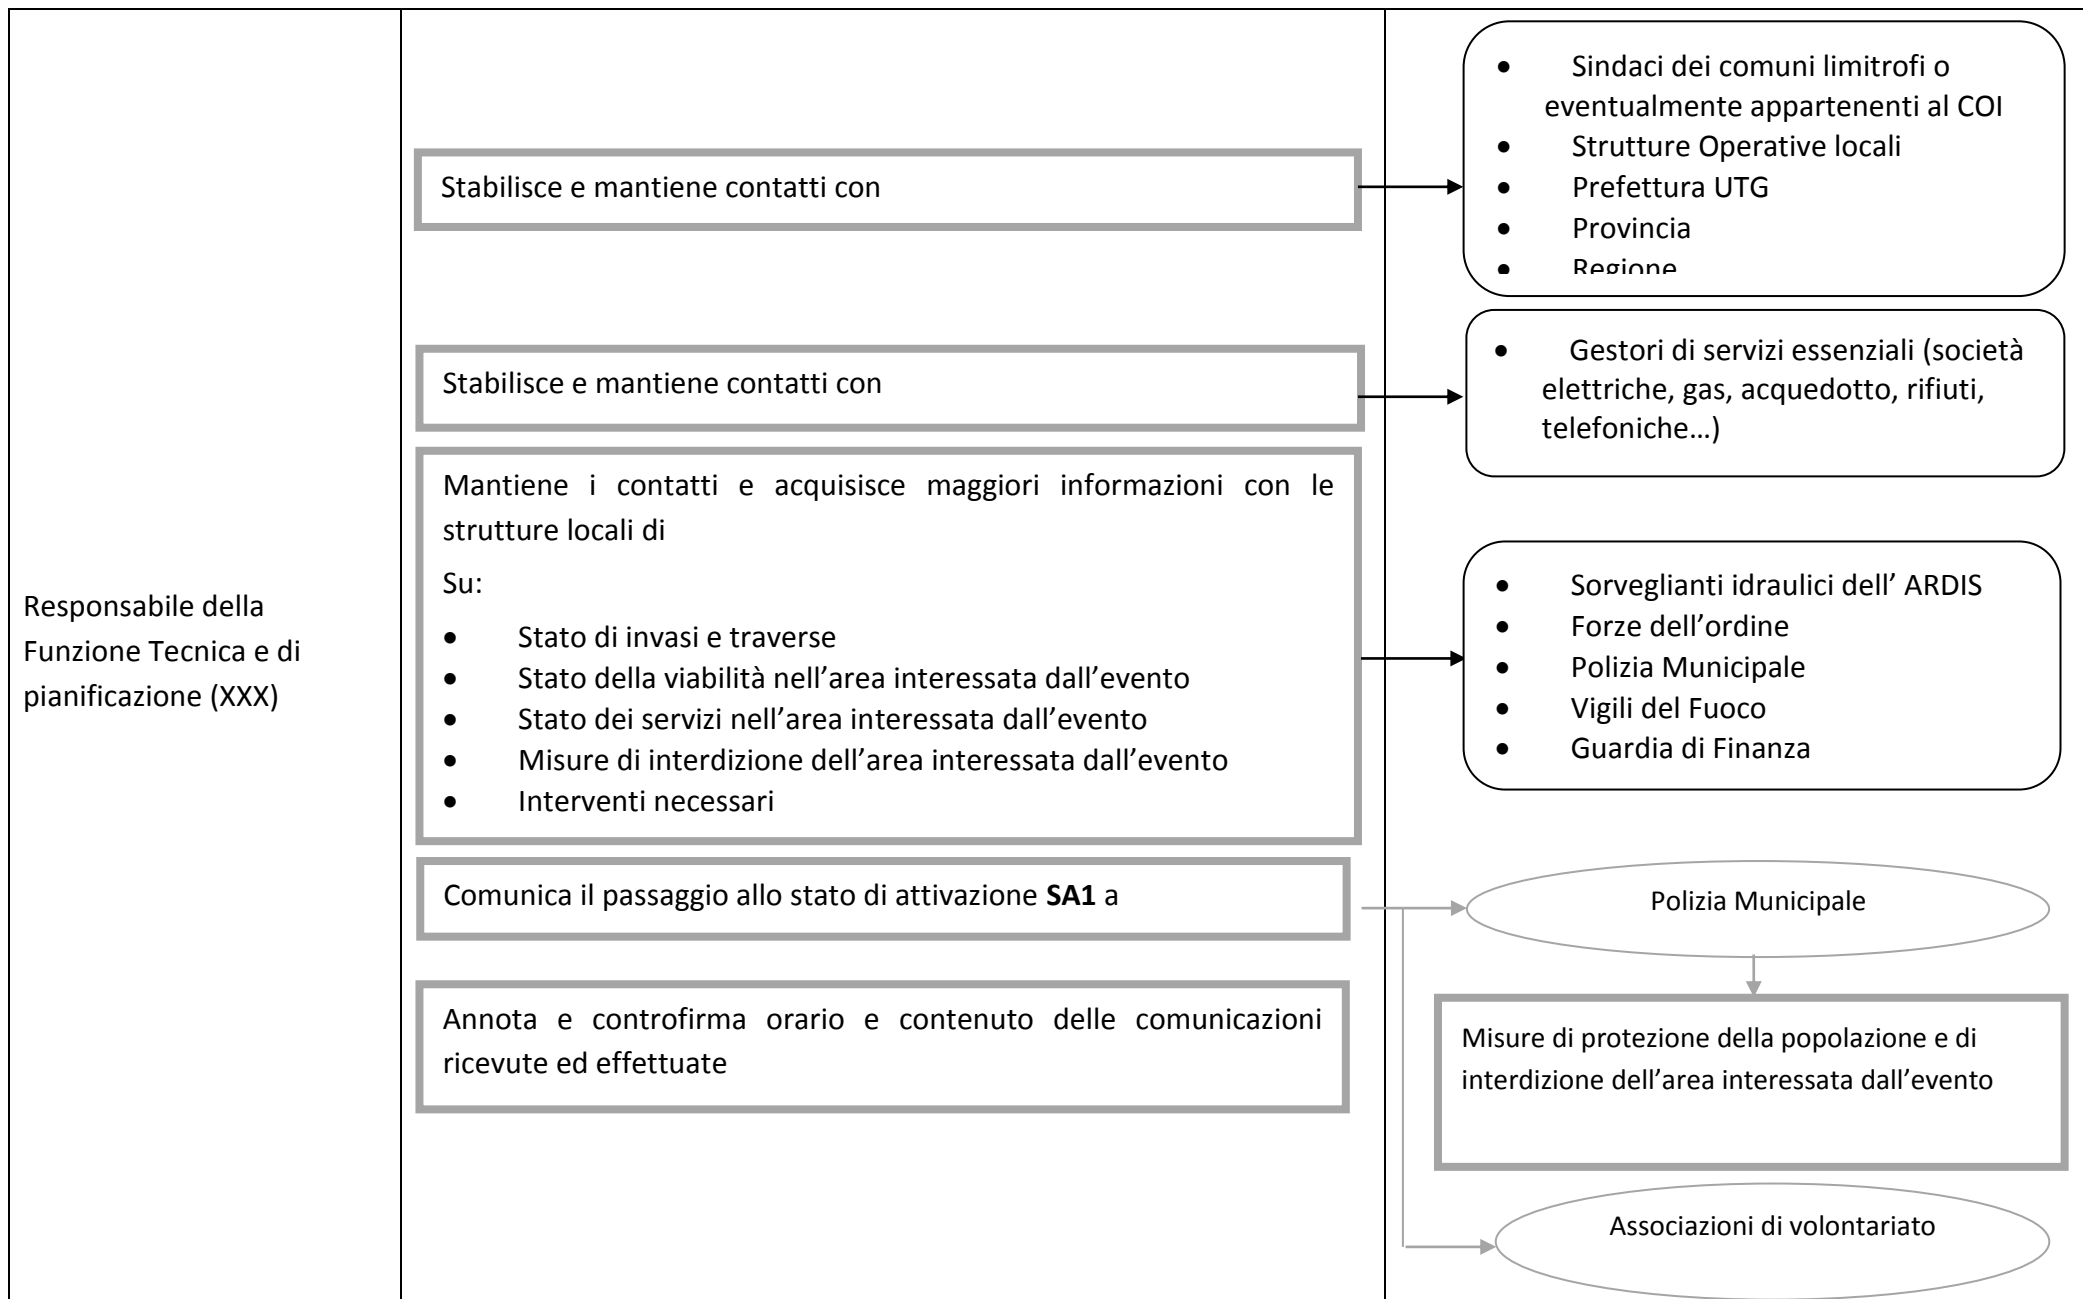 Responsabile della
Funzione Tecnica e di
pianificazione (XXX)
Stabilisce e mantiene contatti con
• Sindaci dei comuni limitrofi o
eventualmente appartenenti al COI
• Strutture Operative locali
• Prefettura UTG
• Provincia
• Regione
Stabilisce e mantiene contatti con
• Gestori di servizi essenziali (società
elettriche, gas, acquedotto, rifiuti,
telefoniche…)
Mantiene i contatti e acquisisce maggiori informazioni con le
strutture locali di
Su:
• Stato di invasi e traverse
• Stato della viabilità nell’area interessata dall’evento
• Stato dei servizi nell’area interessata dall’evento
• Misure di interdizione dell’area interessata dall’evento
• Interventi necessari
• Sorveglianti idraulici dell’ ARDIS
• Forze dell’ordine
• Polizia Municipale
• Vigili del Fuoco
• Guardia di Finanza
Comunica il passaggio allo stato di attivazione SA1 a
Polizia Municipale
Annota e controfirma orario e contenuto delle comunicazioni
ricevute ed effettuate
Misure di protezione della popolazione e di
interdizione dell’area interessata dall’evento
Associazioni di volontariato